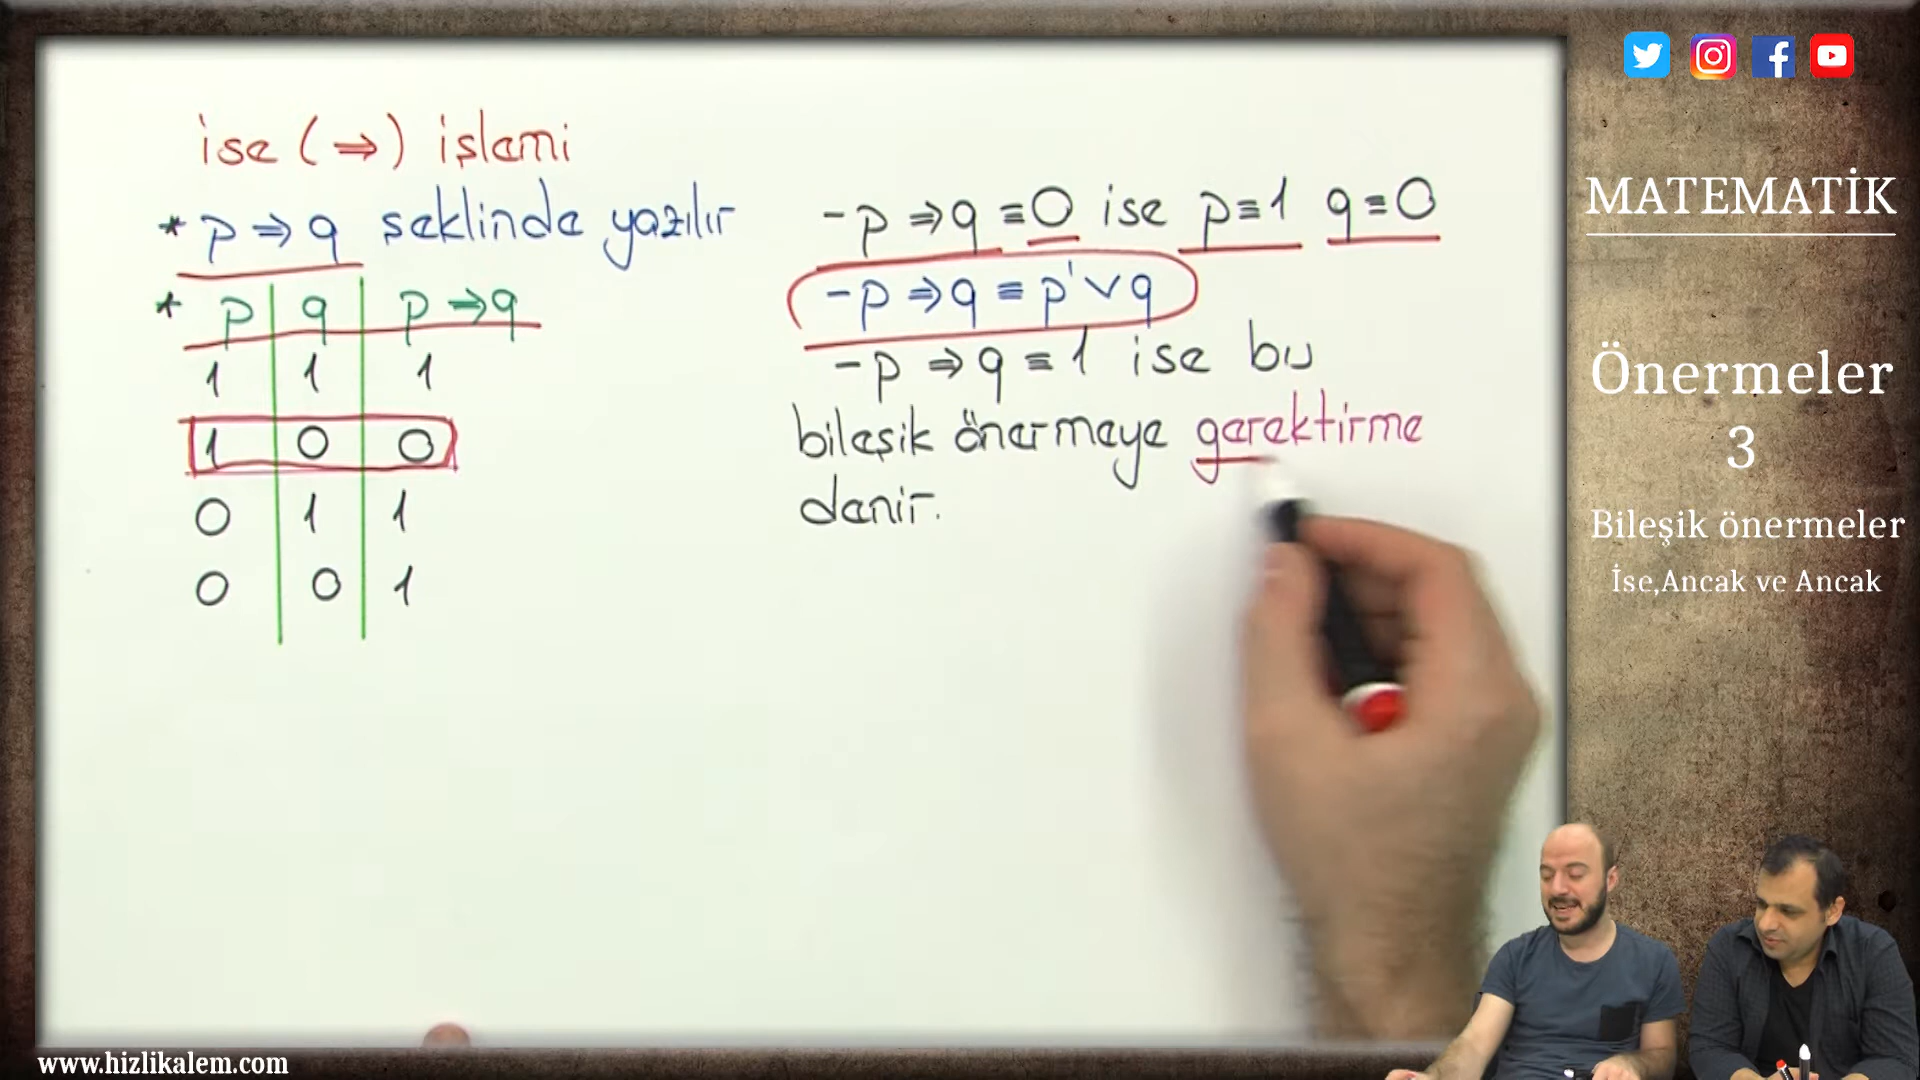 ise (⇒) işlemi
* p ⇒ q şeklinde yazılır
* p q p ⇒ q
1 1 1
1 0 0
0 1 1
0 0 1
- p ⇒ q ≡ 0 ise p ≡ 1 q ≡ 0
- p ⇒ q ≡ p' ∨ q
- p ⇒ q ≡ 1 ise bu
bileşik önermeye gerektirme
denir.
MATEMATİK
Önermeler
3
Bileşik önermeler
İse,Ancak ve Ancak
www.hizlikalem.com